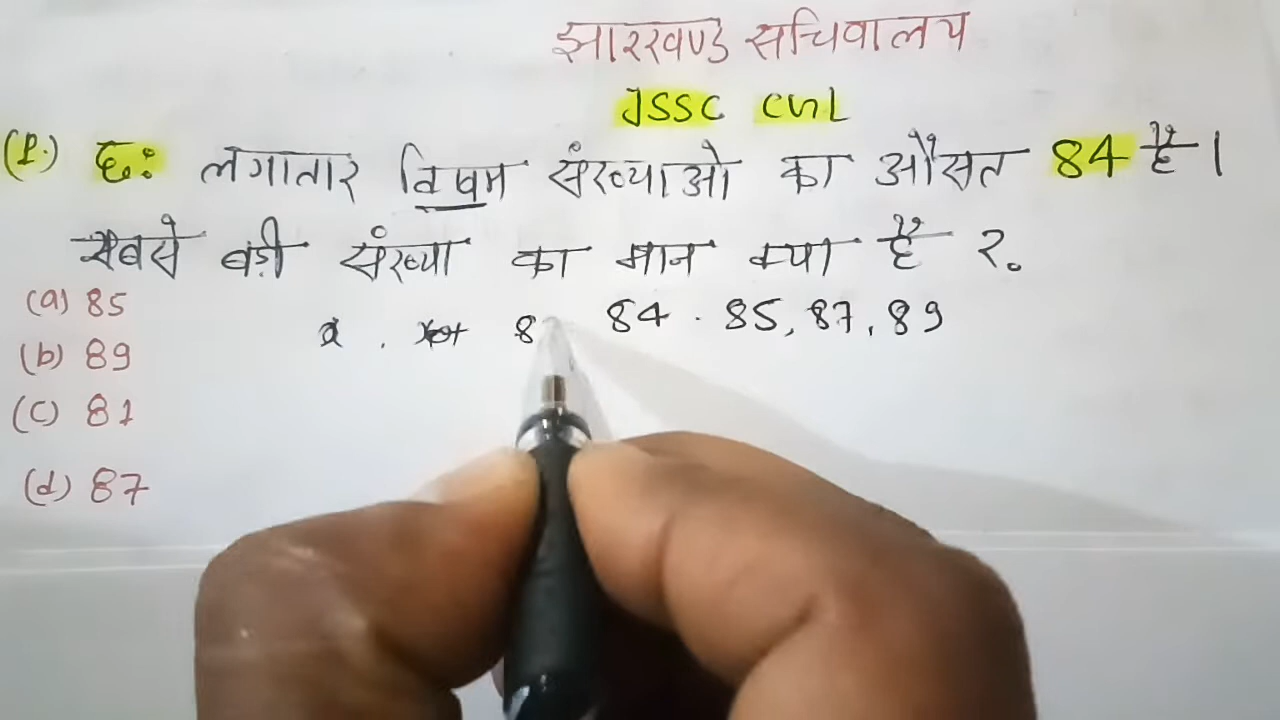 झारखण्ड सचिवालय
JSSC CGL
(1.) छः लगातार विषम संख्याओ का औसत 84 है।
सबसे बड़ी संख्या का मान क्या है ?.
(a) 85
(b) 89
(c) 81
(d) 87
84 . 85, 87, 89